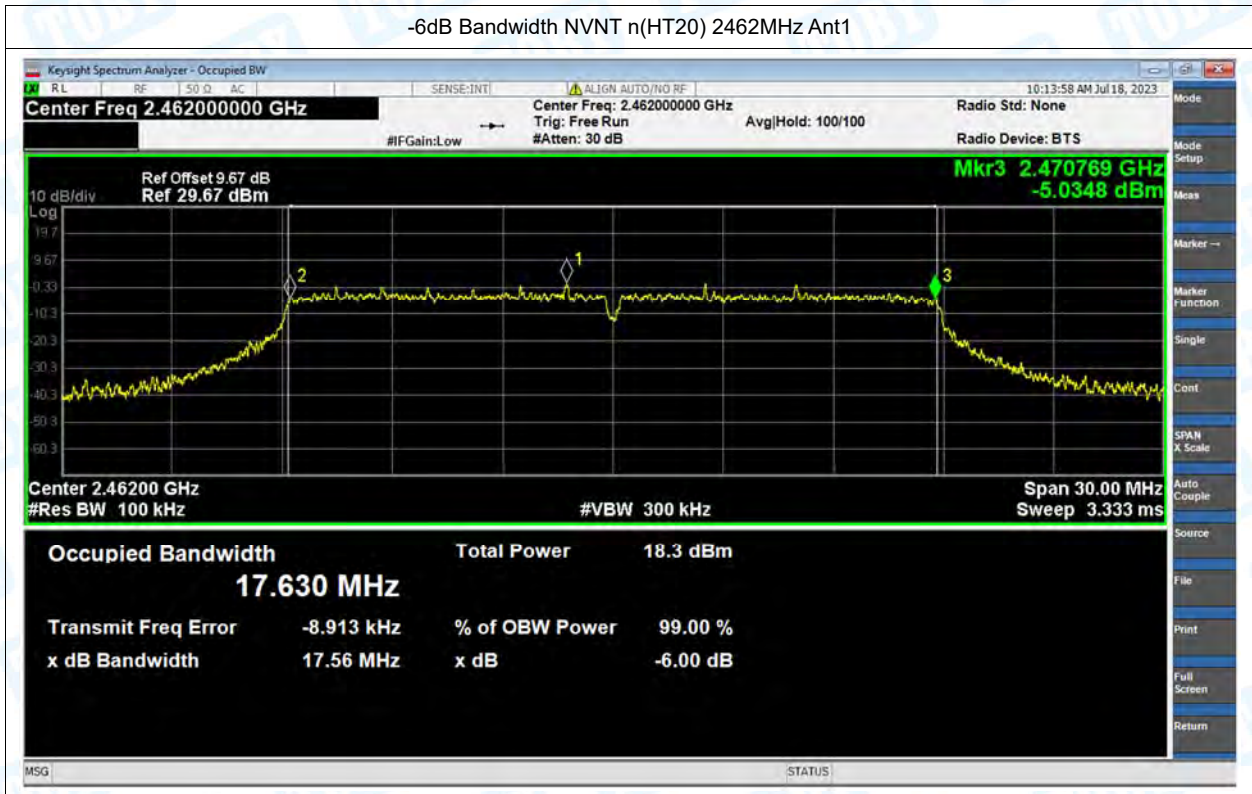 -6dB Bandwidth NVNT n(HT20) 2462MHz Ant1
Keysight Spectrum Analyzer - Occupied BW
LXI RL RF 50 Ω AC SENSE:INT ALIGN AUTO/NO RF 10:13:58 AM Jul 18, 2023
Center Freq 2.462000000 GHz
Center Freq: 2.462000000 GHz
Radio Std: None
Trig: Free Run
Avg|Hold: 100/100
#IFGain:Low
#Atten: 30 dB
Radio Device: BTS
Ref Offset 9.67 dB
Mkr3 2.470769 GHz
10 dB/div
Ref 29.67 dBm
-5.0348 dBm
Log
19.7
9.67
-0.33
-10.3
-20.3
-30.3
-40.3
-50.3
-60.3
1
2
3
Center 2.46200 GHz
Span 30.00 MHz
#Res BW 100 kHz
#VBW 300 kHz
Sweep 3.333 ms
Occupied Bandwidth
Total Power 18.3 dBm
17.630 MHz
Transmit Freq Error -8.913 kHz
% of OBW Power 99.00 %
x dB Bandwidth 17.56 MHz
x dB -6.00 dB
Mode
Mode
Setup
Meas
Marker→
Marker
Function
Single
Cont
SPAN
X Scale
Auto
Couple
Source
File
Print
Full
Screen
Return
MSG
STATUS
TOBY